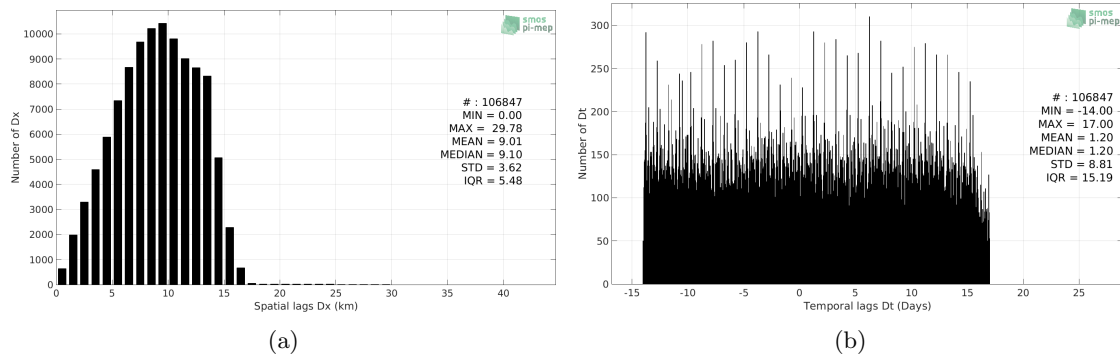 smos
pi-mep
10000
9000
8000
7000
6000
5000
4000
3000
2000
1000
0
Number of Dx
# : 106847
MIN = 0.00
MAX = 29.78
MEAN = 9.01
MEDIAN = 9.10
STD = 3.62
IQR = 5.48
0 5 10 15 20 25 30 35 40
Spatial lags Dx (km)
(a)
smos
pi-mep
300
250
200
150
100
50
0
Number of Dt
# : 106847
MIN = -14.00
MAX = 17.00
MEAN = 1.20
MEDIAN = 1.20
STD = 8.81
IQR = 15.19
-15 -10 -5 0 5 10 15 20 25
Temporal lags Dt (Days)
(b)